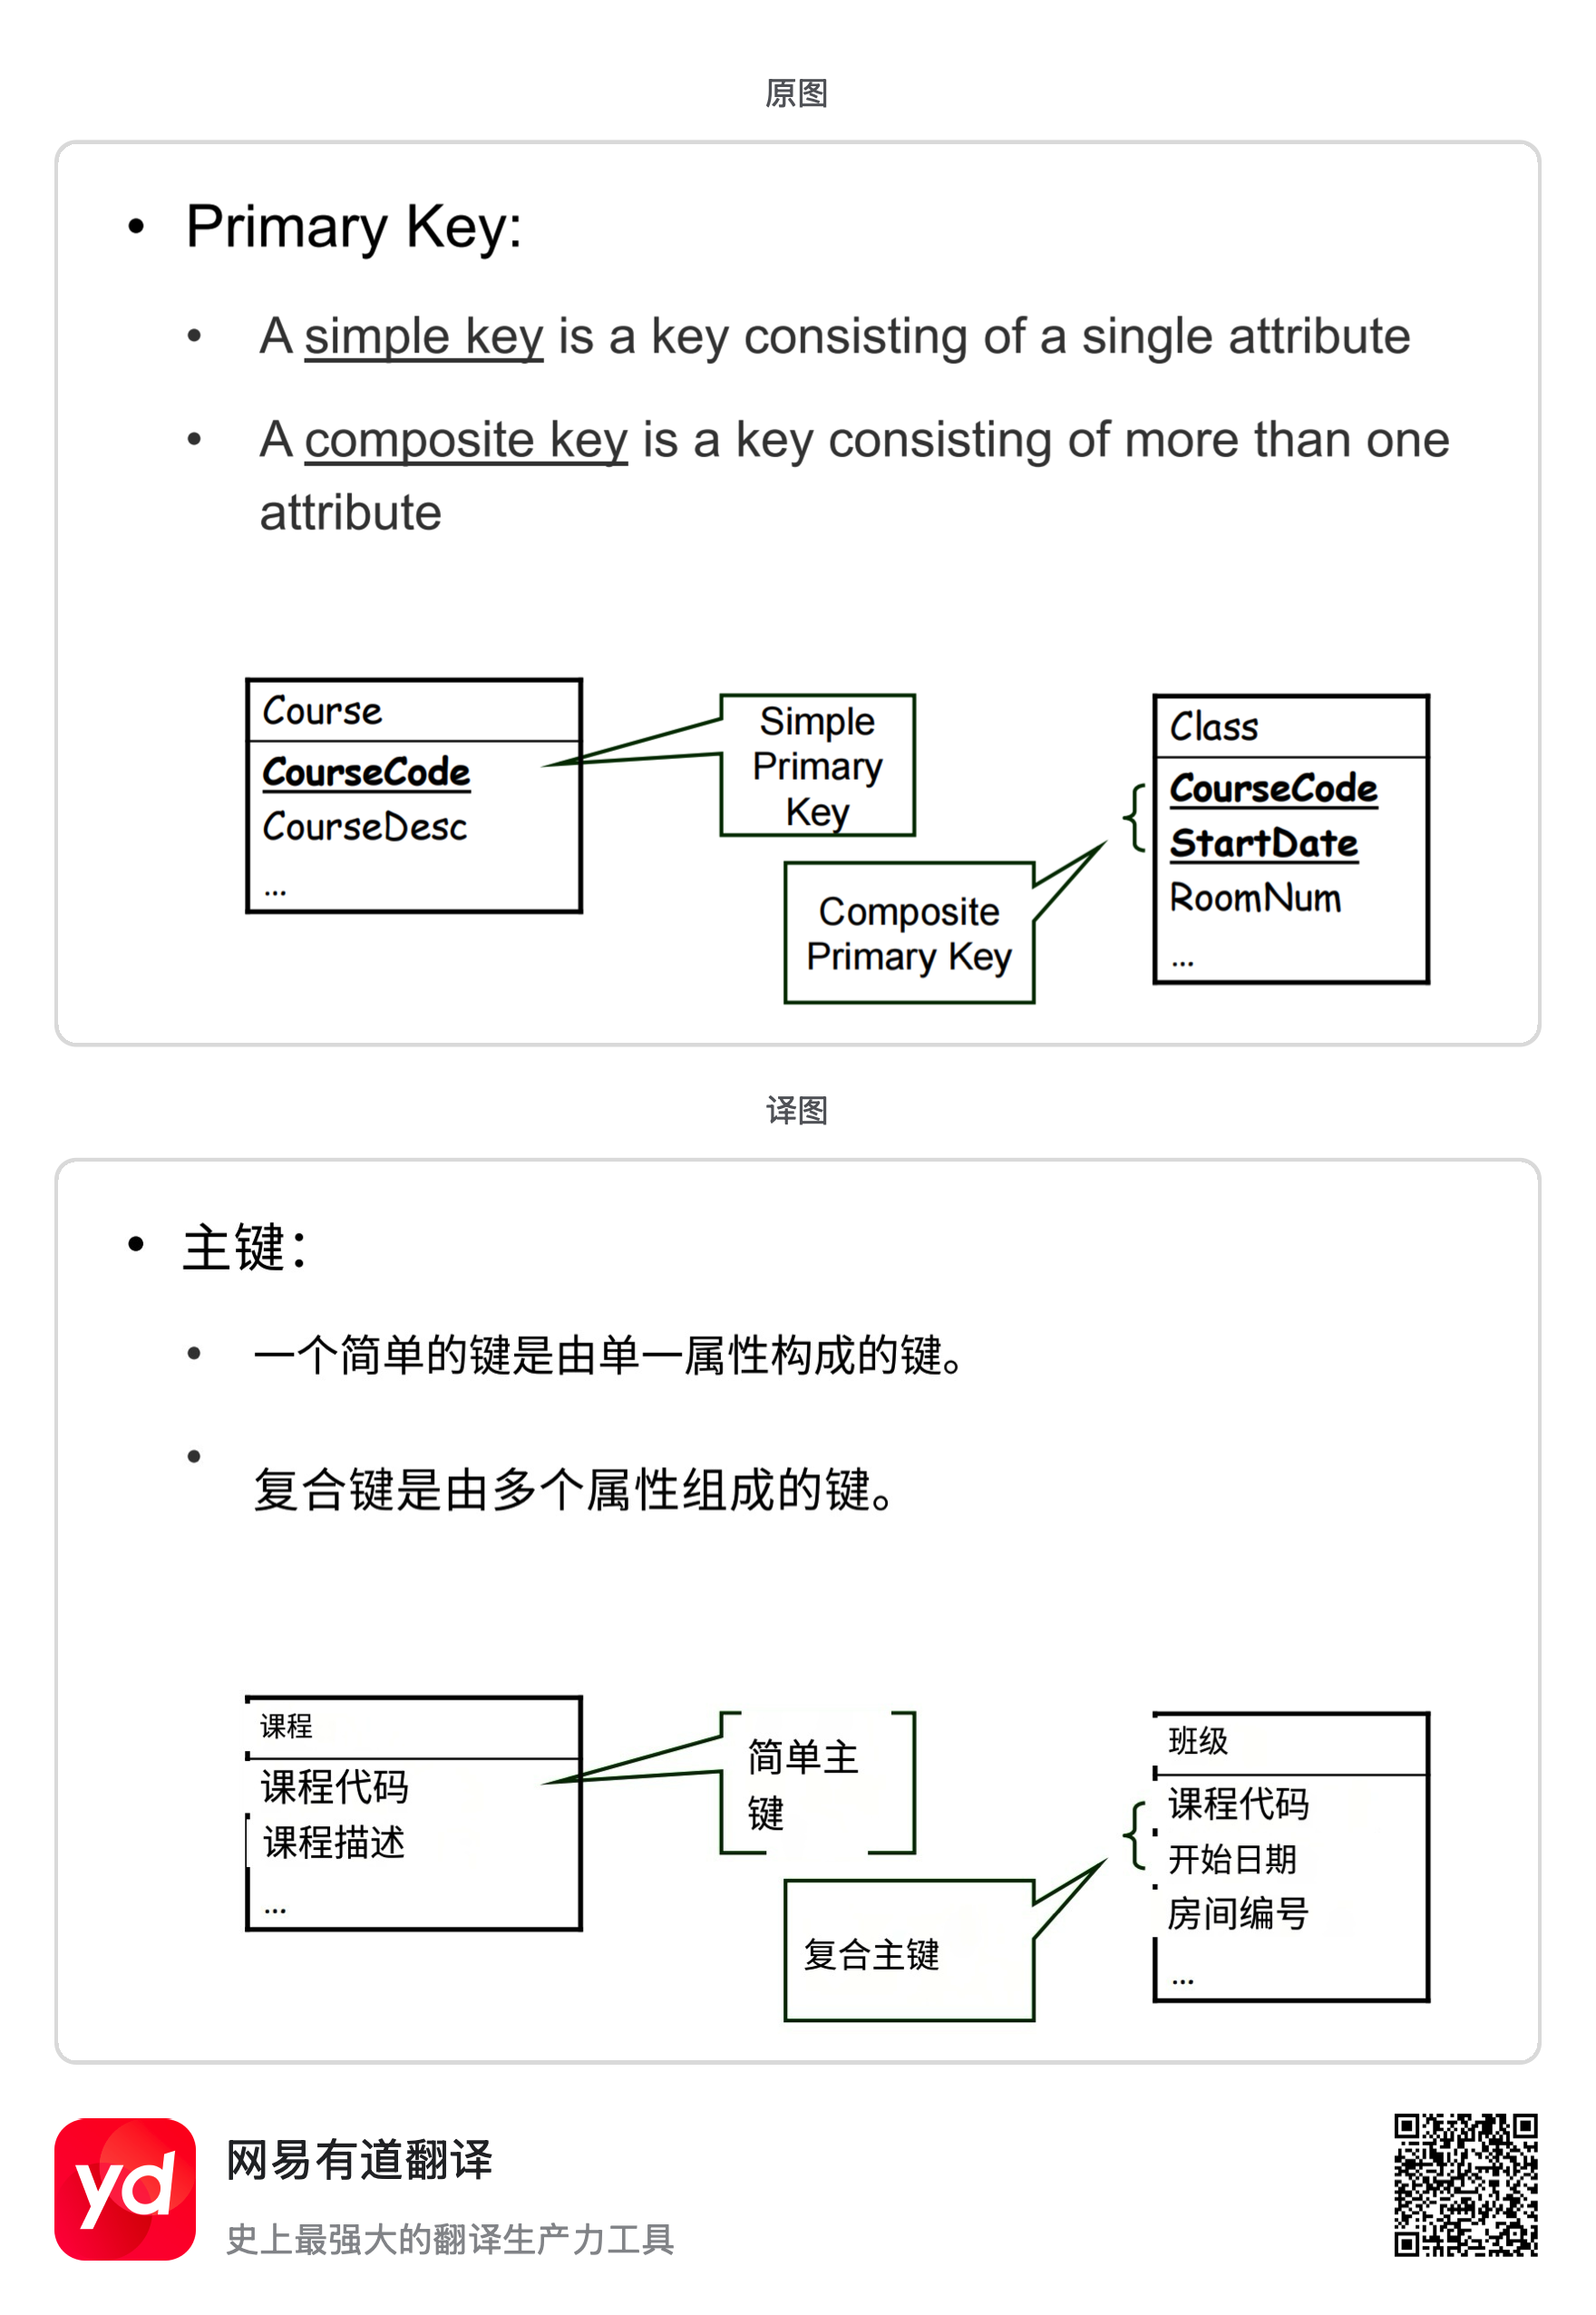 原图
• Primary Key:
• A simple key is a key consisting of a single attribute
• A composite key is a key consisting of more than one
attribute
Course
CourseCode
CourseDesc
...
Simple
Primary
Key
Composite
Primary Key
Class
CourseCode
StartDate
RoomNum
...
译图
• 主键：
• 一个简单的键是由单一属性构成的键。
• 复合键是由多个属性组成的键。
课程
课程代码
课程描述
...
简单主
键
复合主键
班级
课程代码
开始日期
房间编号
...
yd
网易有道翻译
史上最强大的翻译生产力工具